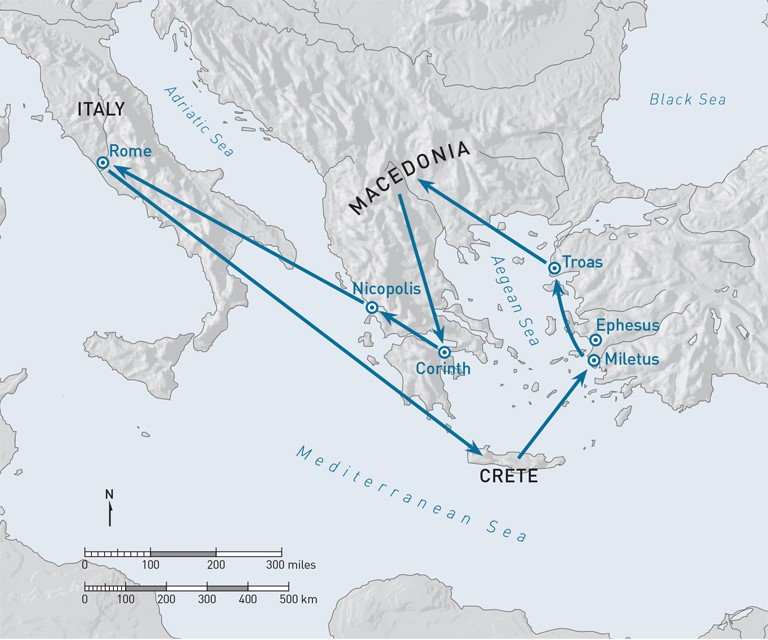 Black Sea
ITALY
Adriatic Sea
Rome
MACEDONIA
Aegean Sea
Troas
Nicopolis
Ephesus
Miletus
Corinth
CRETE
Mediterranean Sea
N
0 100 200 300 miles
0 100 200 300 400 500 km